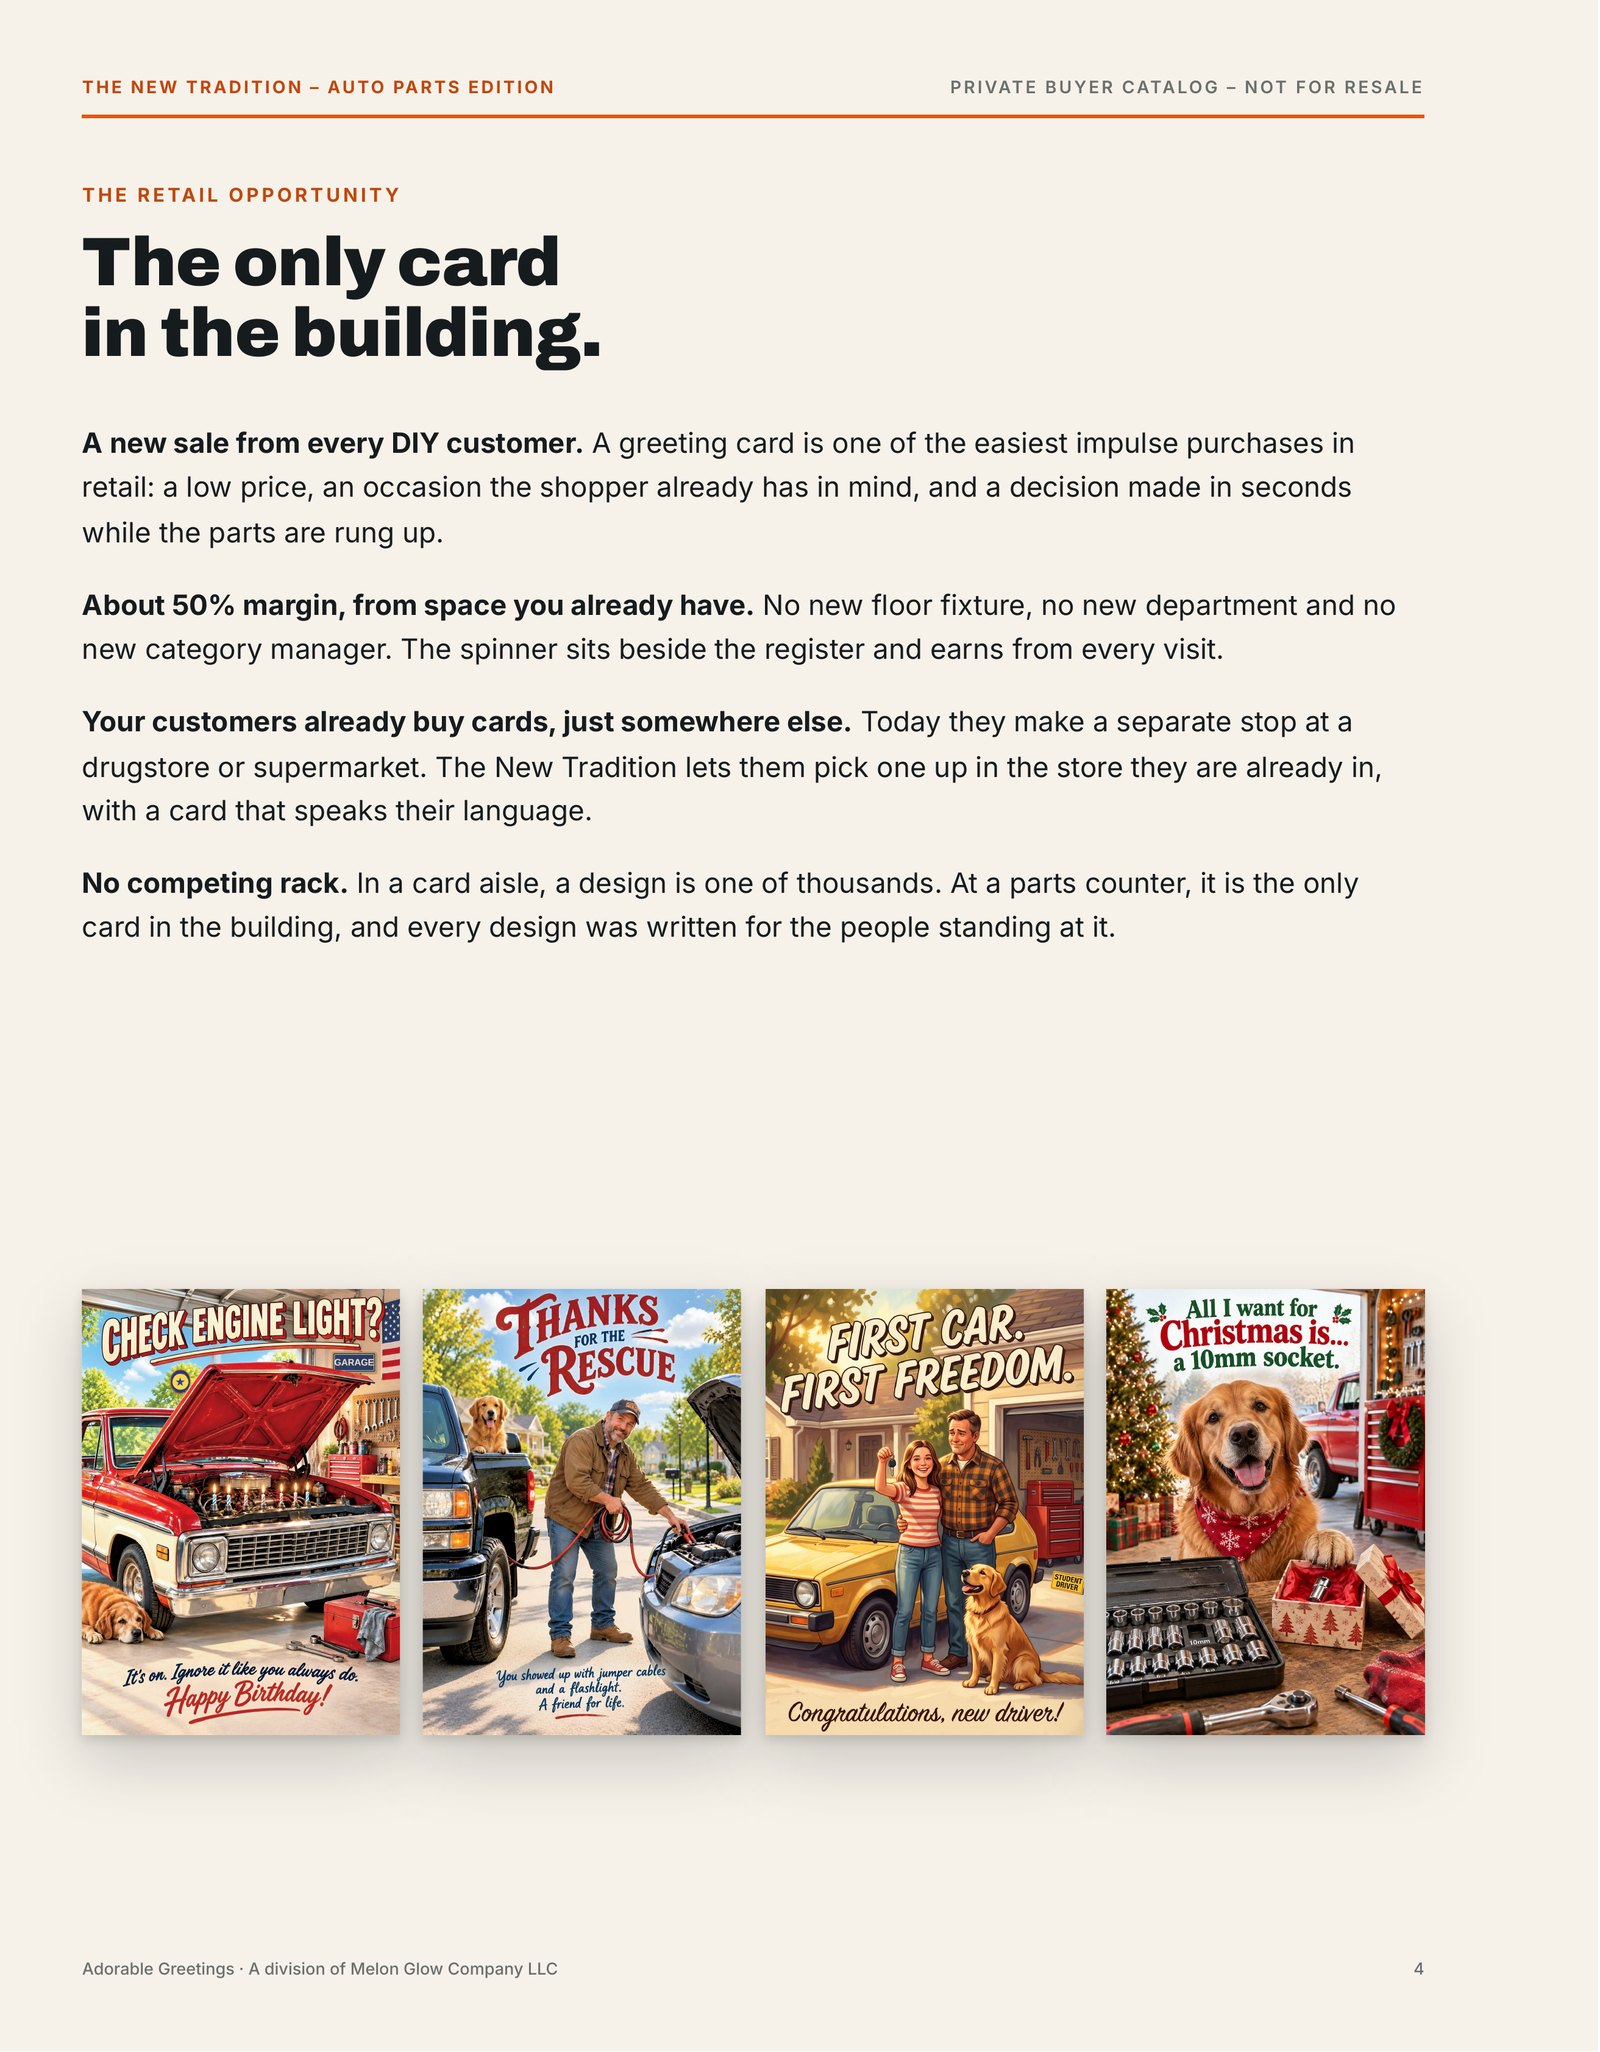 THE NEW TRADITION – AUTO PARTS EDITION
PRIVATE BUYER CATALOG – NOT FOR RESALE
THE RETAIL OPPORTUNITY
The only card
in the building.
A new sale from every DIY customer. A greeting card is one of the easiest impulse purchases in
retail: a low price, an occasion the shopper already has in mind, and a decision made in seconds
while the parts are rung up.
About 50% margin, from space you already have. No new floor fixture, no new department and no
new category manager. The spinner sits beside the register and earns from every visit.
Your customers already buy cards, just somewhere else. Today they make a separate stop at a
drugstore or supermarket. The New Tradition lets them pick one up in the store they are already in,
with a card that speaks their language.
No competing rack. In a card aisle, a design is one of thousands. At a parts counter, it is the only
card in the building, and every design was written for the people standing at it.
CHECK ENGINE LIGHT?
GARAGE
It's on. Ignore it like you always do.
Happy Birthday!
THANKS
FOR THE
RESCUE
You showed up with jumper cables
and a flashlight.
A friend for life.
FIRST CAR.
FIRST FREEDOM.
STUDENT
DRIVER
Congratulations, new driver!
All I want for
Christmas is...
a 10mm socket.
10mm
Adorable Greetings · A division of Melon Glow Company LLC
4